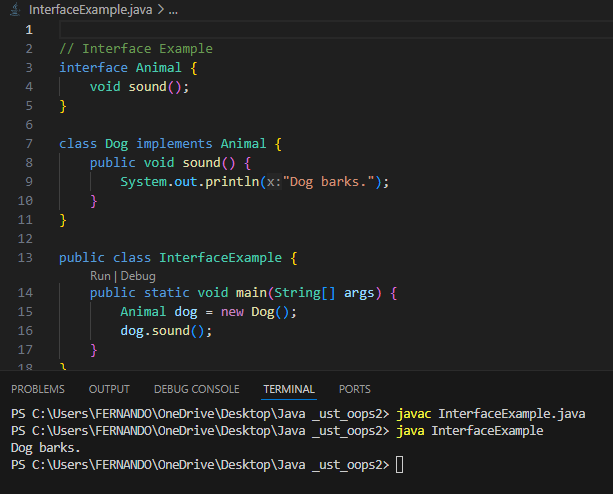 InterfaceExample.java > ...
1
2 // Interface Example
3 interface Animal {
4     void sound();
5 }
6
7 class Dog implements Animal {
8     public void sound() {
9         System.out.println(x:"Dog barks.");
10     }
11 }
12
13 public class InterfaceExample {
Run | Debug
14     public static void main(String[] args) {
15         Animal dog = new Dog();
16         dog.sound();
17     }
18 }
PROBLEMS OUTPUT DEBUG CONSOLE TERMINAL PORTS
PS C:\Users\FERNANDO\OneDrive\Desktop\Java _ust_oops2> javac InterfaceExample.java
PS C:\Users\FERNANDO\OneDrive\Desktop\Java _ust_oops2> java InterfaceExample
Dog barks.
PS C:\Users\FERNANDO\OneDrive\Desktop\Java _ust_oops2>